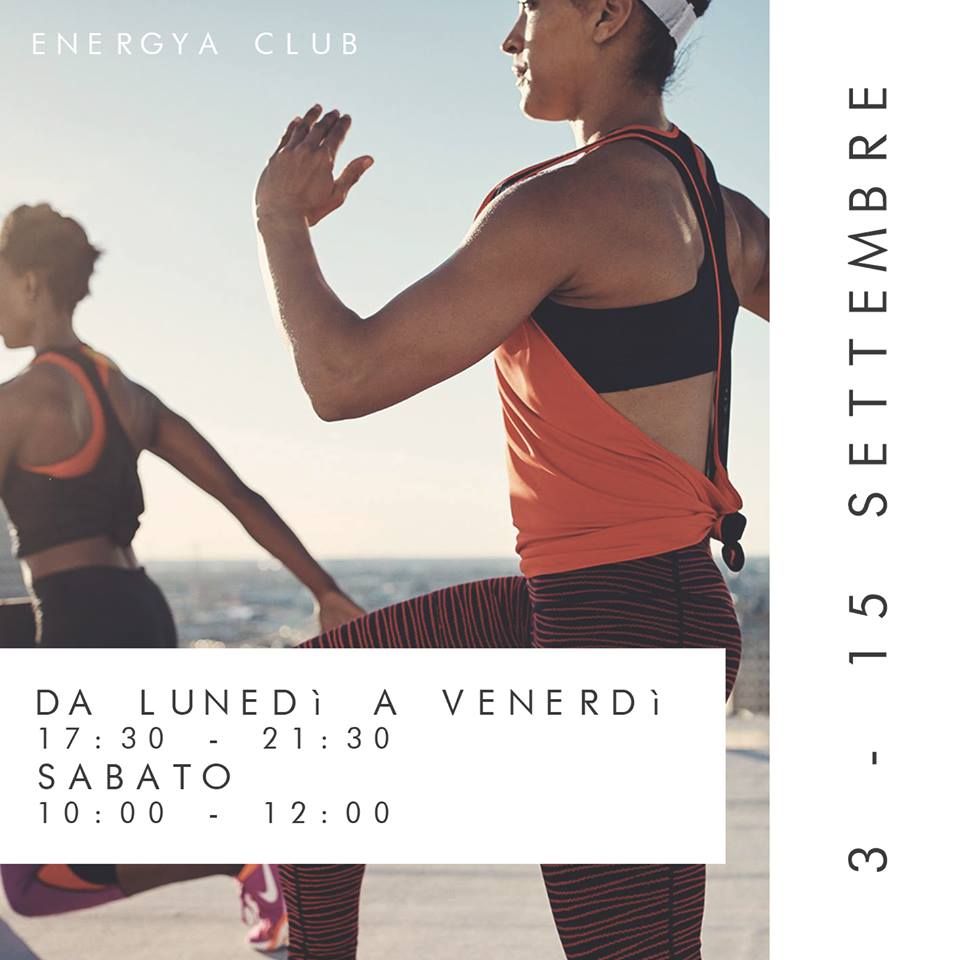 ENERGYA CLUB
DA LUNEDì A VENERDì
17:30 - 21:30
SABATO
10:00 - 12:00
3 - 15 SETTEMBRE